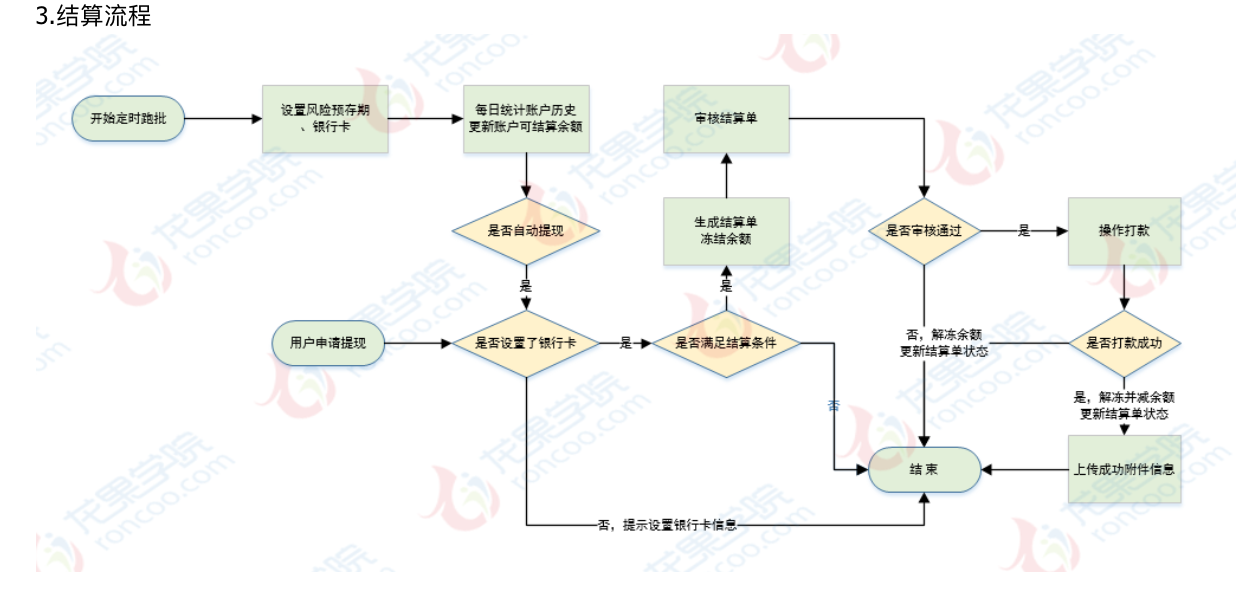 3.结算流程
开始定时跑批
设置风险预存期
、银行卡
每日统计账户历史
更新账户可结算余额
审核结算单
是否自动提现
生成结算单
冻结余额
是否审核通过
是
操作打款
是
是
用户申请提现
是否设置了银行卡
是
是否满足结算条件
否，解冻余额
更新结算单状态
是否打款成功
否
是，解冻并减余额
更新结算单状态
结 束
上传成功附件信息
否，提示设置银行卡信息
龙果学院
roncoo.com